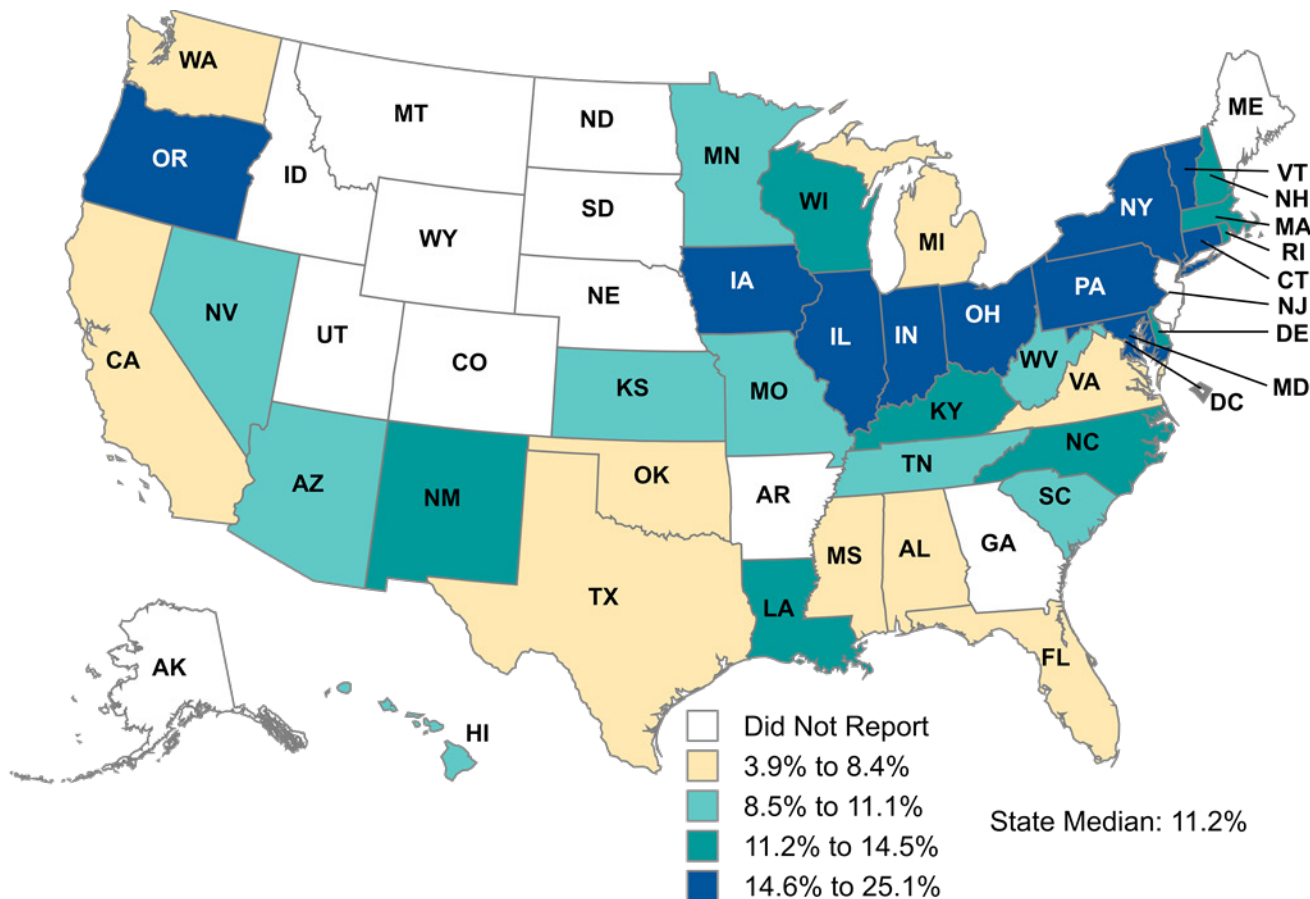 WA
MT
ND
ME
OR
ID
MN
VT
NH
SD
WI
NY
MA
WY
MI
RI
CT
IA
PA
NJ
NE
NV
OH
DE
UT
IL
IN
CO
WV
MD
CA
KS
MO
VA
DC
KY
NC
TN
OK
AZ
NM
AR
SC
MS
AL
GA
TX
LA
FL
AK
HI
Did Not Report
3.9% to 8.4%
8.5% to 11.1%
State Median: 11.2%
11.2% to 14.5%
14.6% to 25.1%